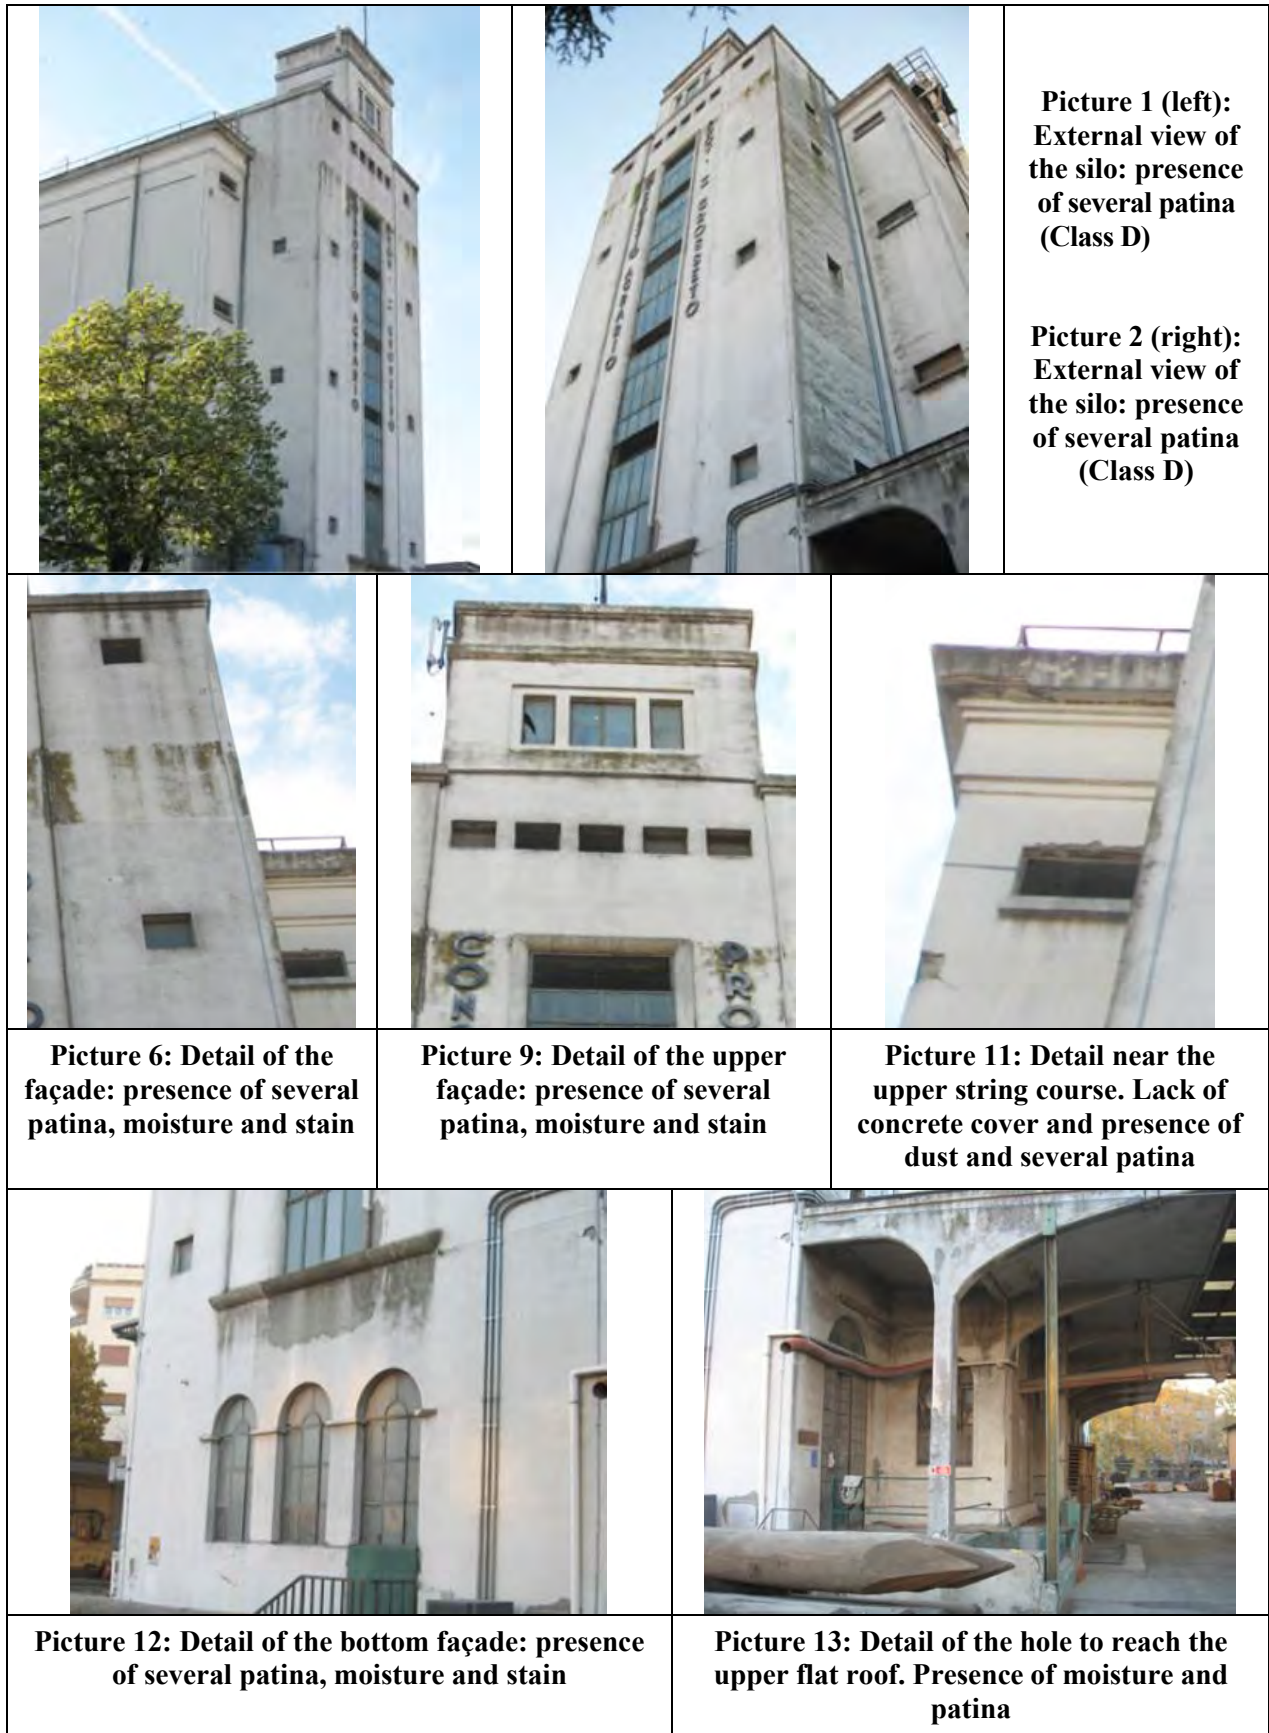 Picture 1 (left):
External view of
the silo: presence
of several patina
(Class D)
Picture 2 (right):
External view of
the silo: presence
of several patina
(Class D)
CON
PRO
Picture 6: Detail of the
façade: presence of several
patina, moisture and stain
Picture 9: Detail of the upper
façade: presence of several
patina, moisture and stain
Picture 11: Detail near the
upper string course. Lack of
concrete cover and presence of
dust and several patina
Picture 12: Detail of the bottom façade: presence
of several patina, moisture and stain
Picture 13: Detail of the hole to reach the
upper flat roof. Presence of moisture and
patina